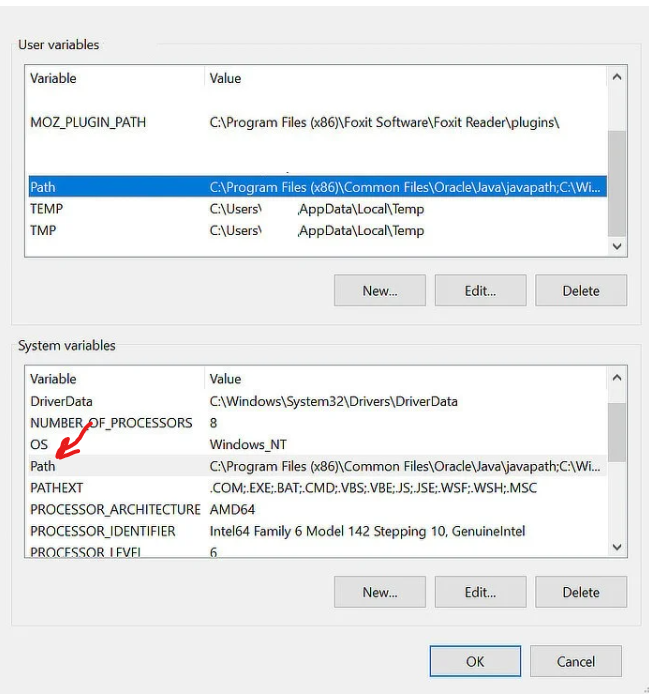 User variables
Variable Value
MOZ_PLUGIN_PATH C:\Program Files (x86)\Foxit Software\Foxit Reader\plugins\
Path C:\Program Files (x86)\Common Files\Oracle\Java\javapath;C:\Wi...
TEMP C:\Users\ \AppData\Local\Temp
TMP C:\Users\ \AppData\Local\Temp
New... Edit... Delete
System variables
Variable Value
DriverData C:\Windows\System32\Drivers\DriverData
NUMBER_OF_PROCESSORS 8
OS Windows_NT
Path C:\Program Files (x86)\Common Files\Oracle\Java\javapath;C:\Wi...
PATHEXT .COM;.EXE;.BAT;.CMD;.VBS;.VBE;.JS;.JSE;.WSF;.WSH;.MSC
PROCESSOR_ARCHITECTURE AMD64
PROCESSOR_IDENTIFIER Intel64 Family 6 Model 142 Stepping 10, GenuineIntel
PROCESSOR_LEVEL 6
New... Edit... Delete
OK Cancel